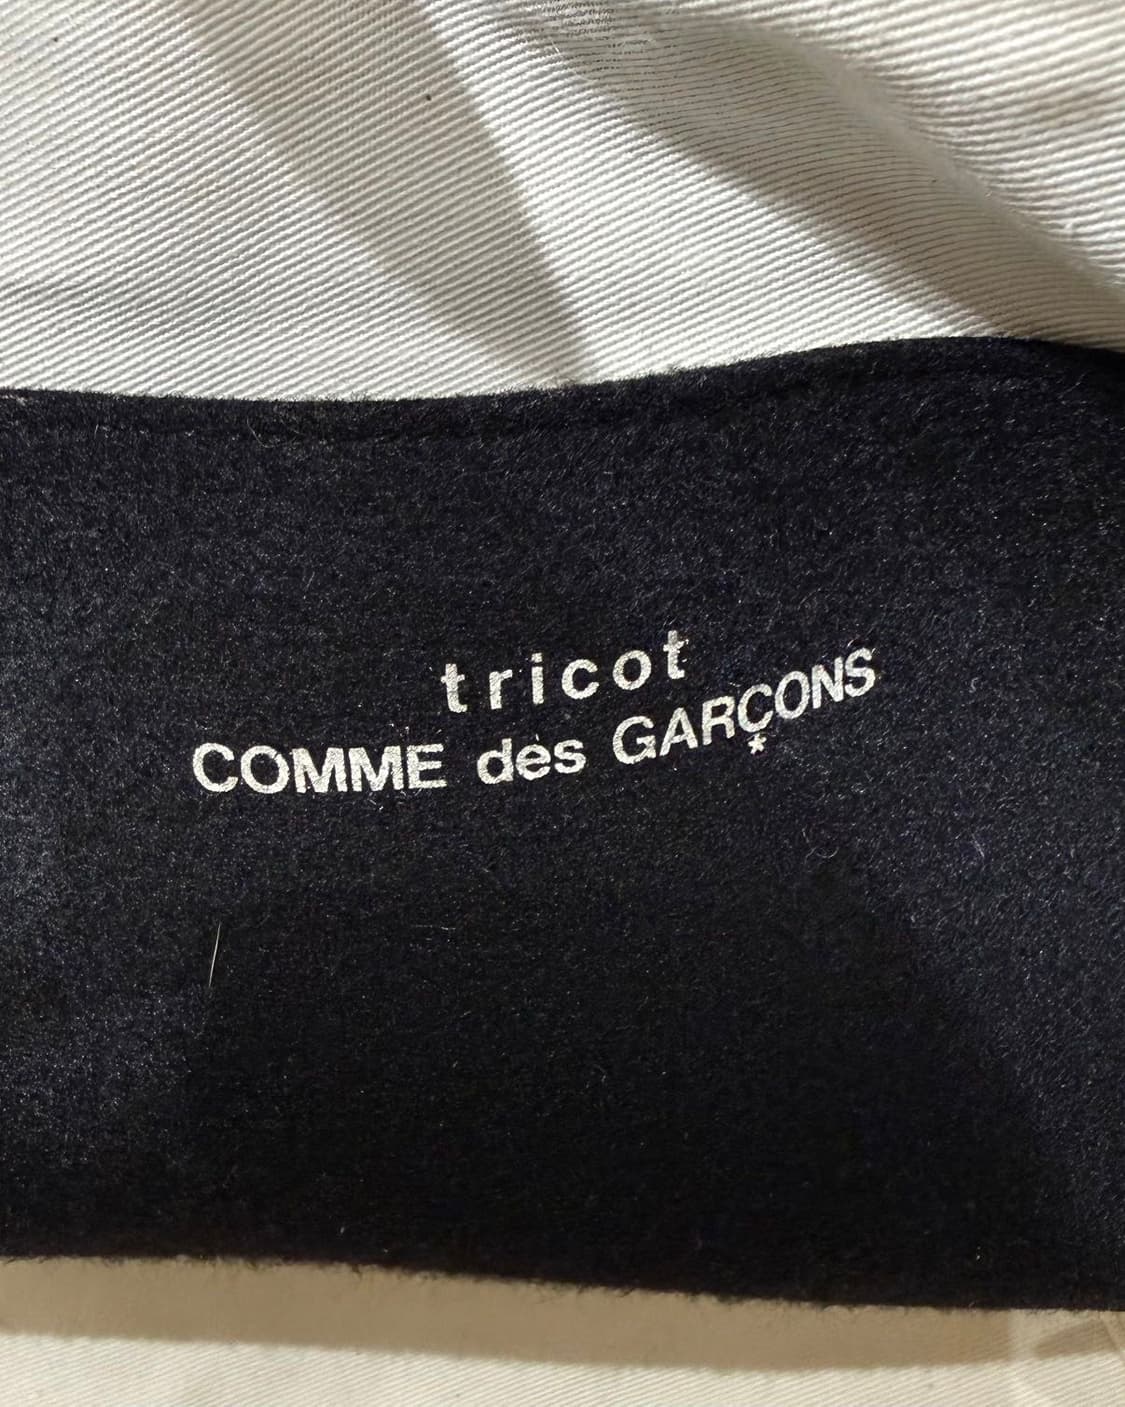 tricot
COMME des GARÇONS
*